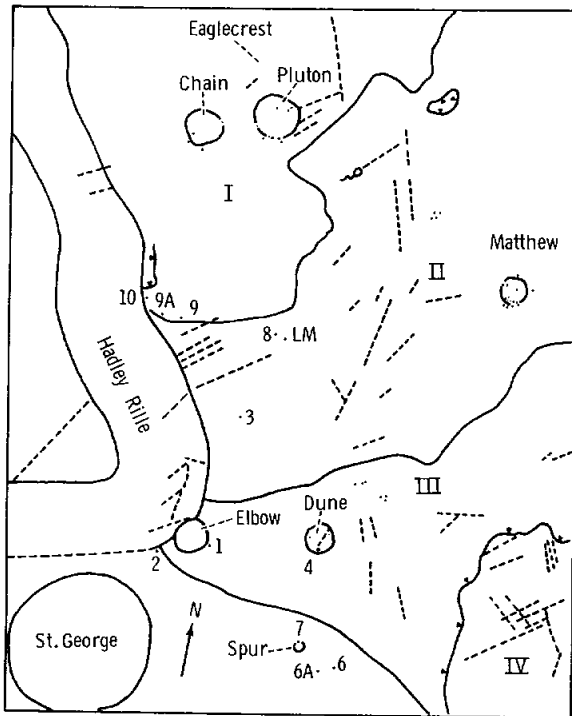 Eaglecrest
Chain
Pluton
I
II
Matthew
10
9A
9
8
LM
Hadley Rille
3
III
Elbow
Dune
1
2
4
N
St. George
7
Spur
6A
6
IV